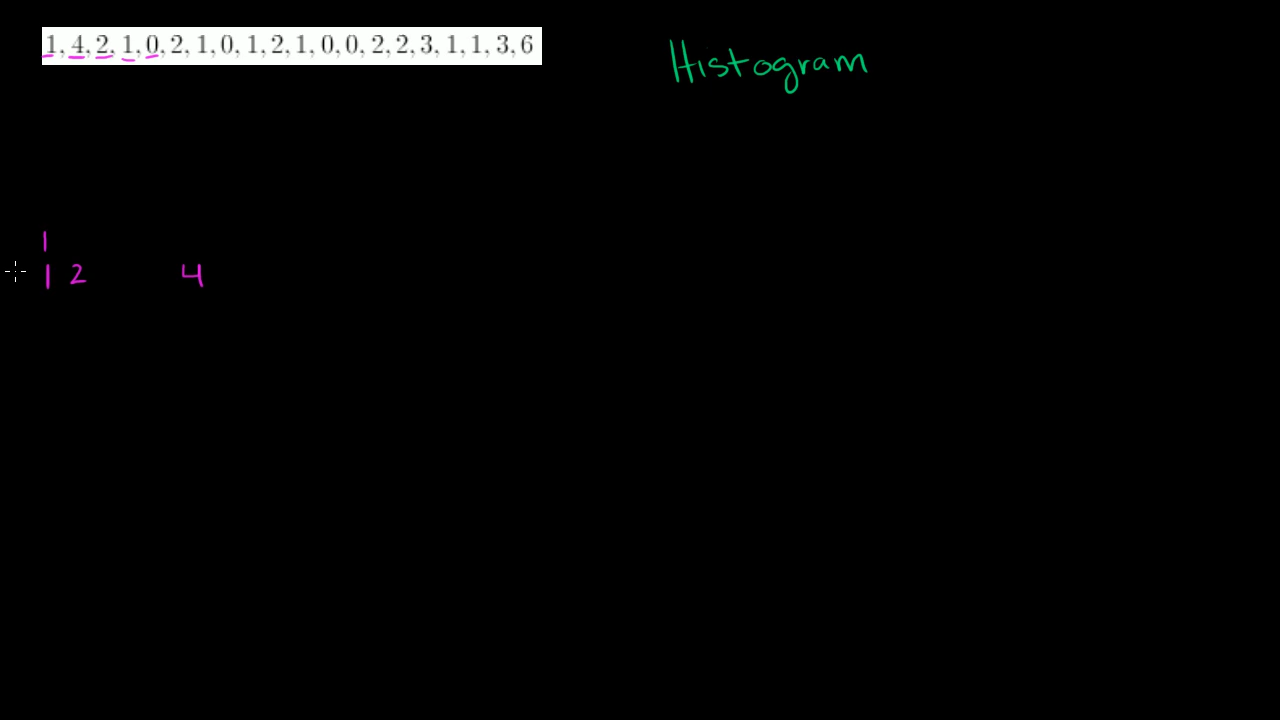 1, 4, 2, 1, 0, 2, 1, 0, 1, 2, 1, 0, 0, 2, 2, 3, 1, 1, 3, 6
Histogram
1
1 2 4